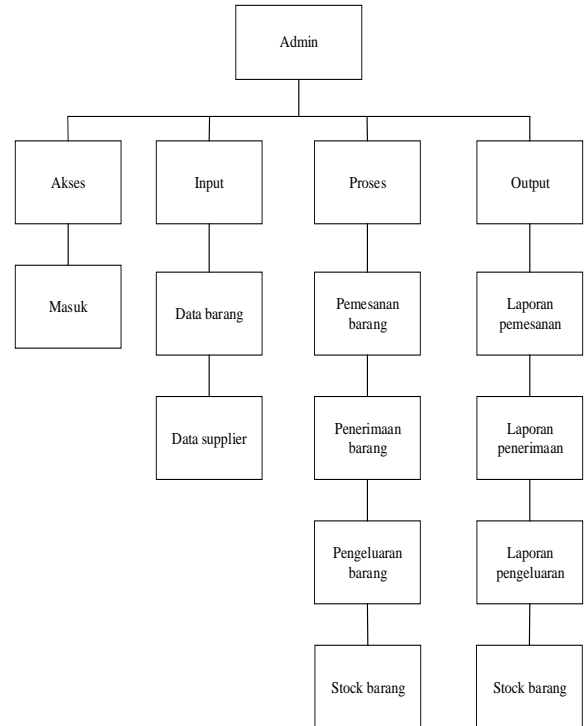 Admin
Akses
Input
Proses
Output
Masuk
Data barang
Pemesanan
barang
Laporan
pemesanan
Data supplier
Penerimaan
barang
Laporan
penerimaan
Pengeluaran
barang
Laporan
pengeluaran
Stock barang
Stock barang